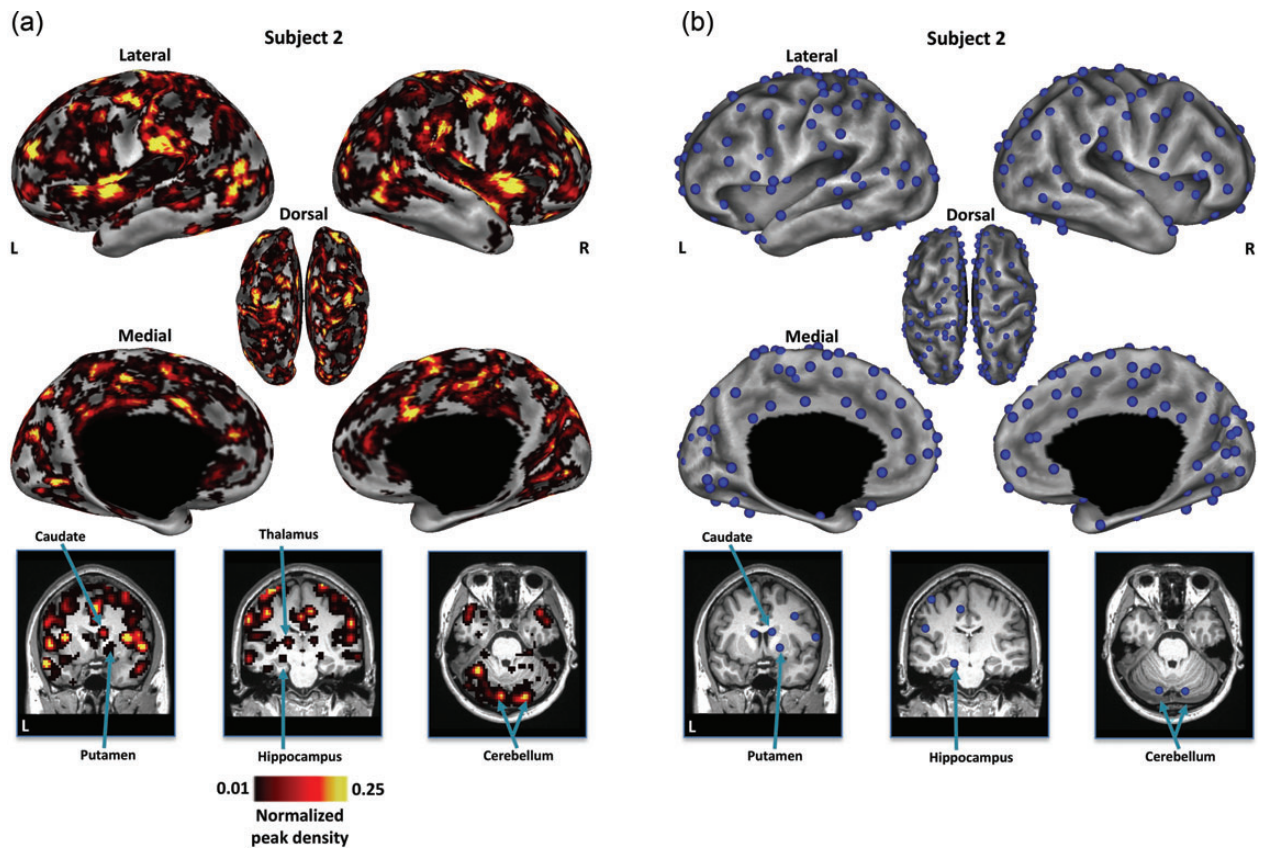 (a)
Subject 2
Lateral
Dorsal
L
R
Medial
Caudate
Thalamus
L
Putamen
Hippocampus
Cerebellum
0.01
0.25
Normalized
peak density
(b)
Subject 2
Lateral
Dorsal
L
R
Medial
Caudate
L
Putamen
Hippocampus
Cerebellum